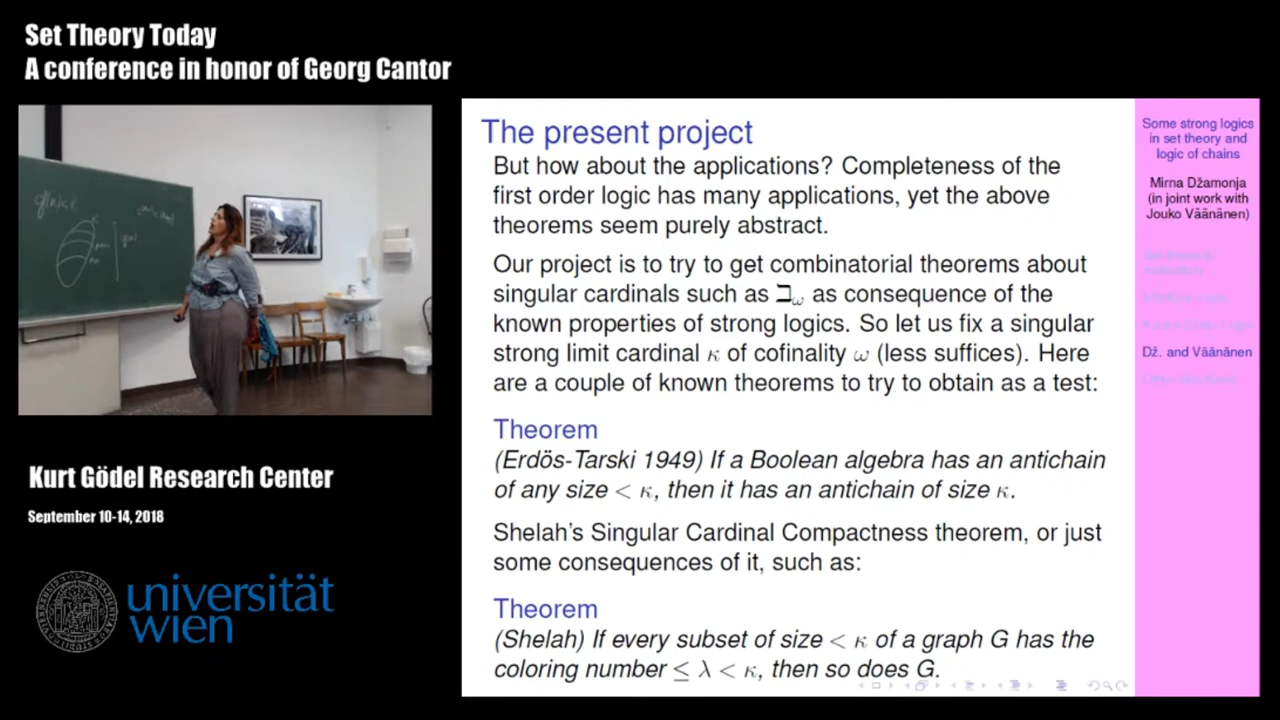 Set Theory Today
A conference in honor of Georg Cantor
Kurt Gödel Research Center
September 10-14, 2018
universität
wien
The present project
But how about the applications? Completeness of the
first order logic has many applications, yet the above
theorems seem purely abstract.
Our project is to try to get combinatorial theorems about
singular cardinals such as ℶ_ω as consequence of the
known properties of strong logics. So let us fix a singular
strong limit cardinal κ of cofinality ω (less suffices). Here
are a couple of known theorems to try to obtain as a test:
Theorem
(Erdös-Tarski 1949) If a Boolean algebra has an antichain
of any size < κ, then it has an antichain of size κ.
Shelah's Singular Cardinal Compactness theorem, or just
some consequences of it, such as:
Theorem
(Shelah) If every subset of size < κ of a graph G has the
coloring number ≤ λ < κ, then so does G.
Some strong logics
in set theory and
logic of chains
Mirna Džamonja
(in joint work with
Jouko Väänänen)
Dž. and Väänänen